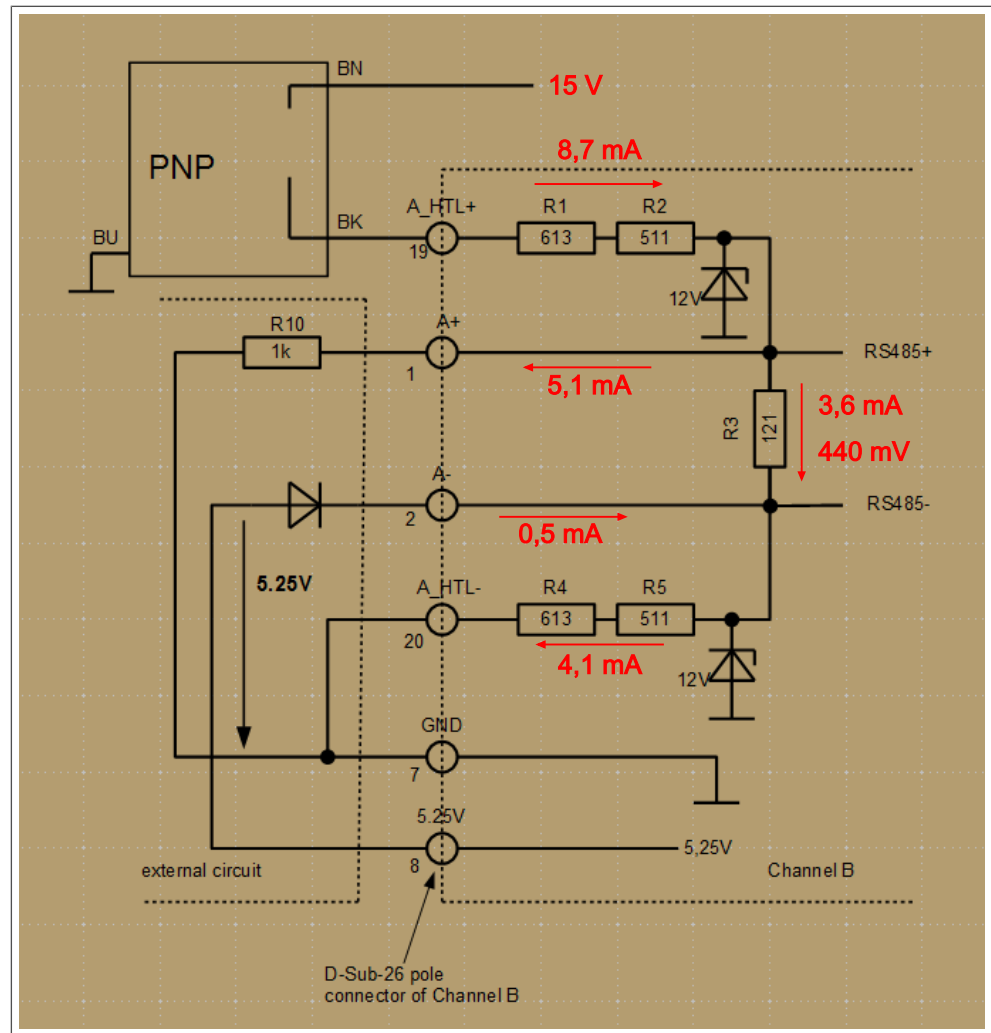 BN
15 V
PNP
8,7 mA
A_HTL+
R1
R2
BK
613
511
BU
19
12V
R10
A+
1k
RS485+
1
5,1 mA
3,6 mA
R3
121
440 mV
A-
RS485-
2
0,5 mA
5.25V
A_HTL-
R4
R5
613
511
20
4,1 mA
12V
GND
7
5.25V
5,25V
external circuit
8
Channel B
D-Sub-26 pole
connector of Channel B